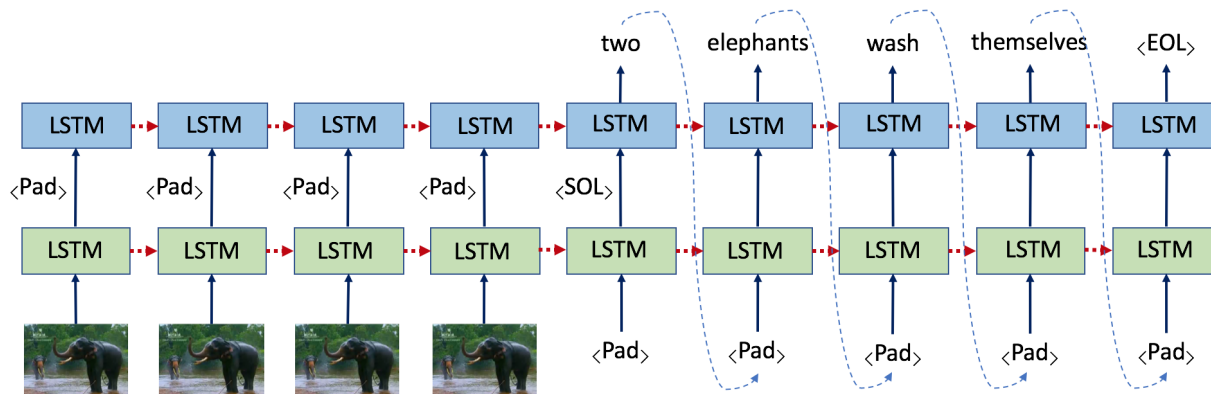 two elephants wash themselves 〈EOL〉
LSTM LSTM LSTM LSTM LSTM LSTM LSTM LSTM LSTM
〈Pad〉 〈Pad〉 〈Pad〉 〈Pad〉 〈SOL〉
LSTM LSTM LSTM LSTM LSTM LSTM LSTM LSTM LSTM
〈Pad〉 〈Pad〉 〈Pad〉 〈Pad〉 〈Pad〉